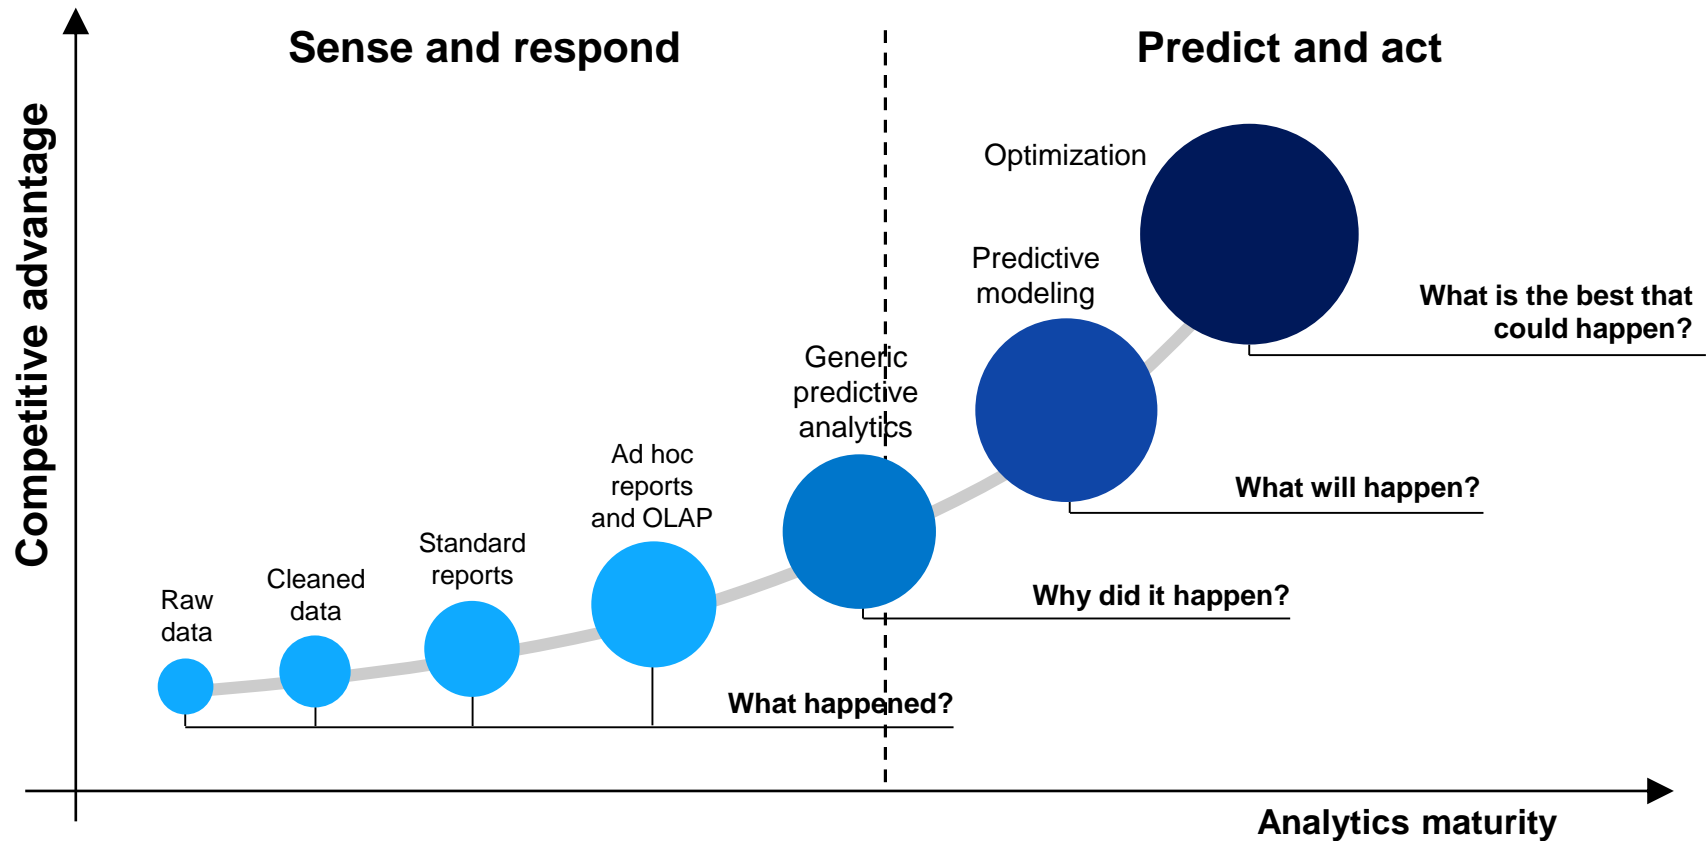 Sense and respond
Predict and act
Competitive advantage
Optimization
Predictive
modeling
What is the best that
could happen?
Generic
predictive
analytics
Ad hoc
reports
and OLAP
What will happen?
Standard
reports
Cleaned
data
Raw
data
Why did it happen?
What happened?
Analytics maturity